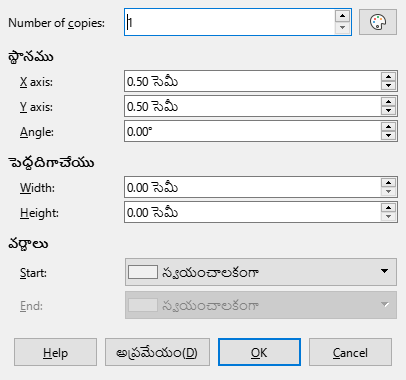 Number of copies: 1
స్థానము
X axis: 0.50 సెమీ
Y axis: 0.50 సెమీ
Angle: 0.00°
పెద్దదిగాచేయు
Width: 0.00 సెమీ
Height: 0.00 సెమీ
వర్ణాలు
Start: స్వయంచాలకంగా
End: స్వయంచాలకంగా
Help అప్రమేయం(D) OK Cancel